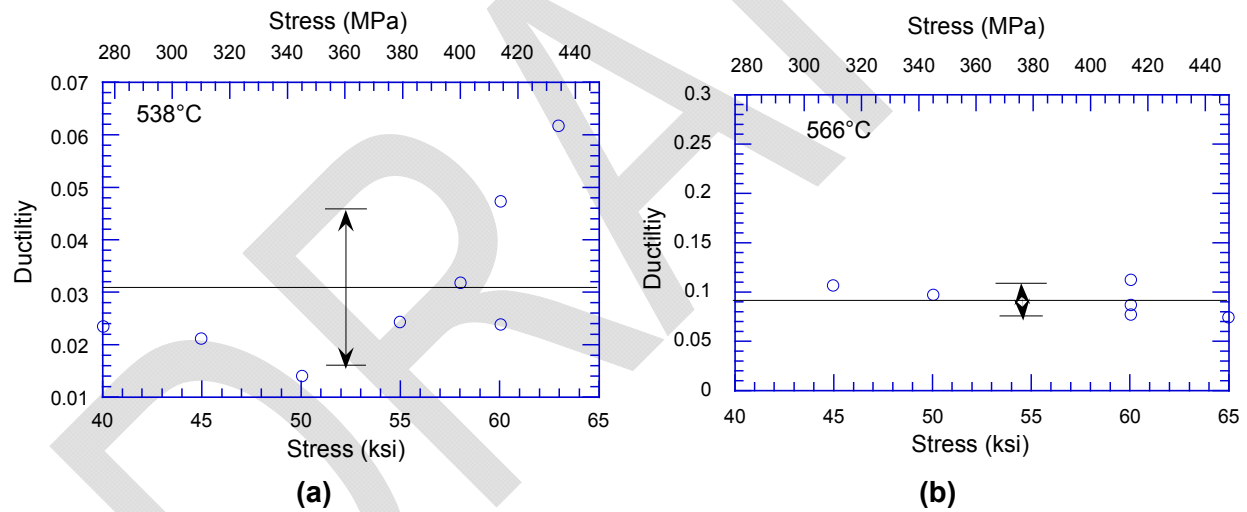 Stress (MPa)
280 300 320 340 360 380 400 420 440
0.07
0.06
0.05
0.04
0.03
0.02
0.01
Ductiltiy
538°C
40 45 50 55 60 65
Stress (ksi)
(a)
Stress (MPa)
280 300 320 340 360 380 400 420 440
0.3
0.25
0.2
0.15
0.1
0.05
0
Ductiltiy
566°C
40 45 50 55 60 65
Stress (ksi)
(b)
DRAFT